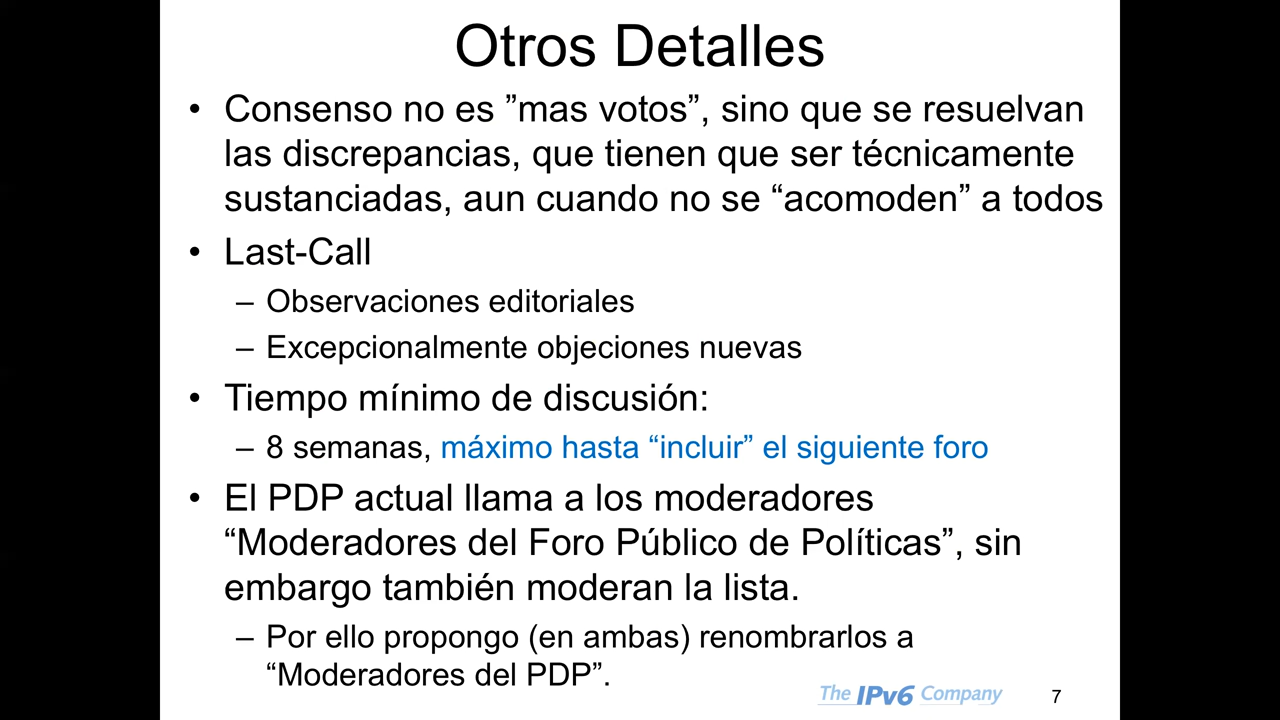 Otros Detalles
• Consenso no es ”mas votos”, sino que se resuelvan
las discrepancias, que tienen que ser técnicamente
sustanciadas, aun cuando no se “acomoden” a todos
• Last-Call
– Observaciones editoriales
– Excepcionalmente objeciones nuevas
• Tiempo mínimo de discusión:
– 8 semanas, máximo hasta “incluir” el siguiente foro
• El PDP actual llama a los moderadores
“Moderadores del Foro Público de Políticas”, sin
embargo también moderan la lista.
– Por ello propongo (en ambas) renombrarlos a
“Moderadores del PDP”.
The IPv6 Company
7